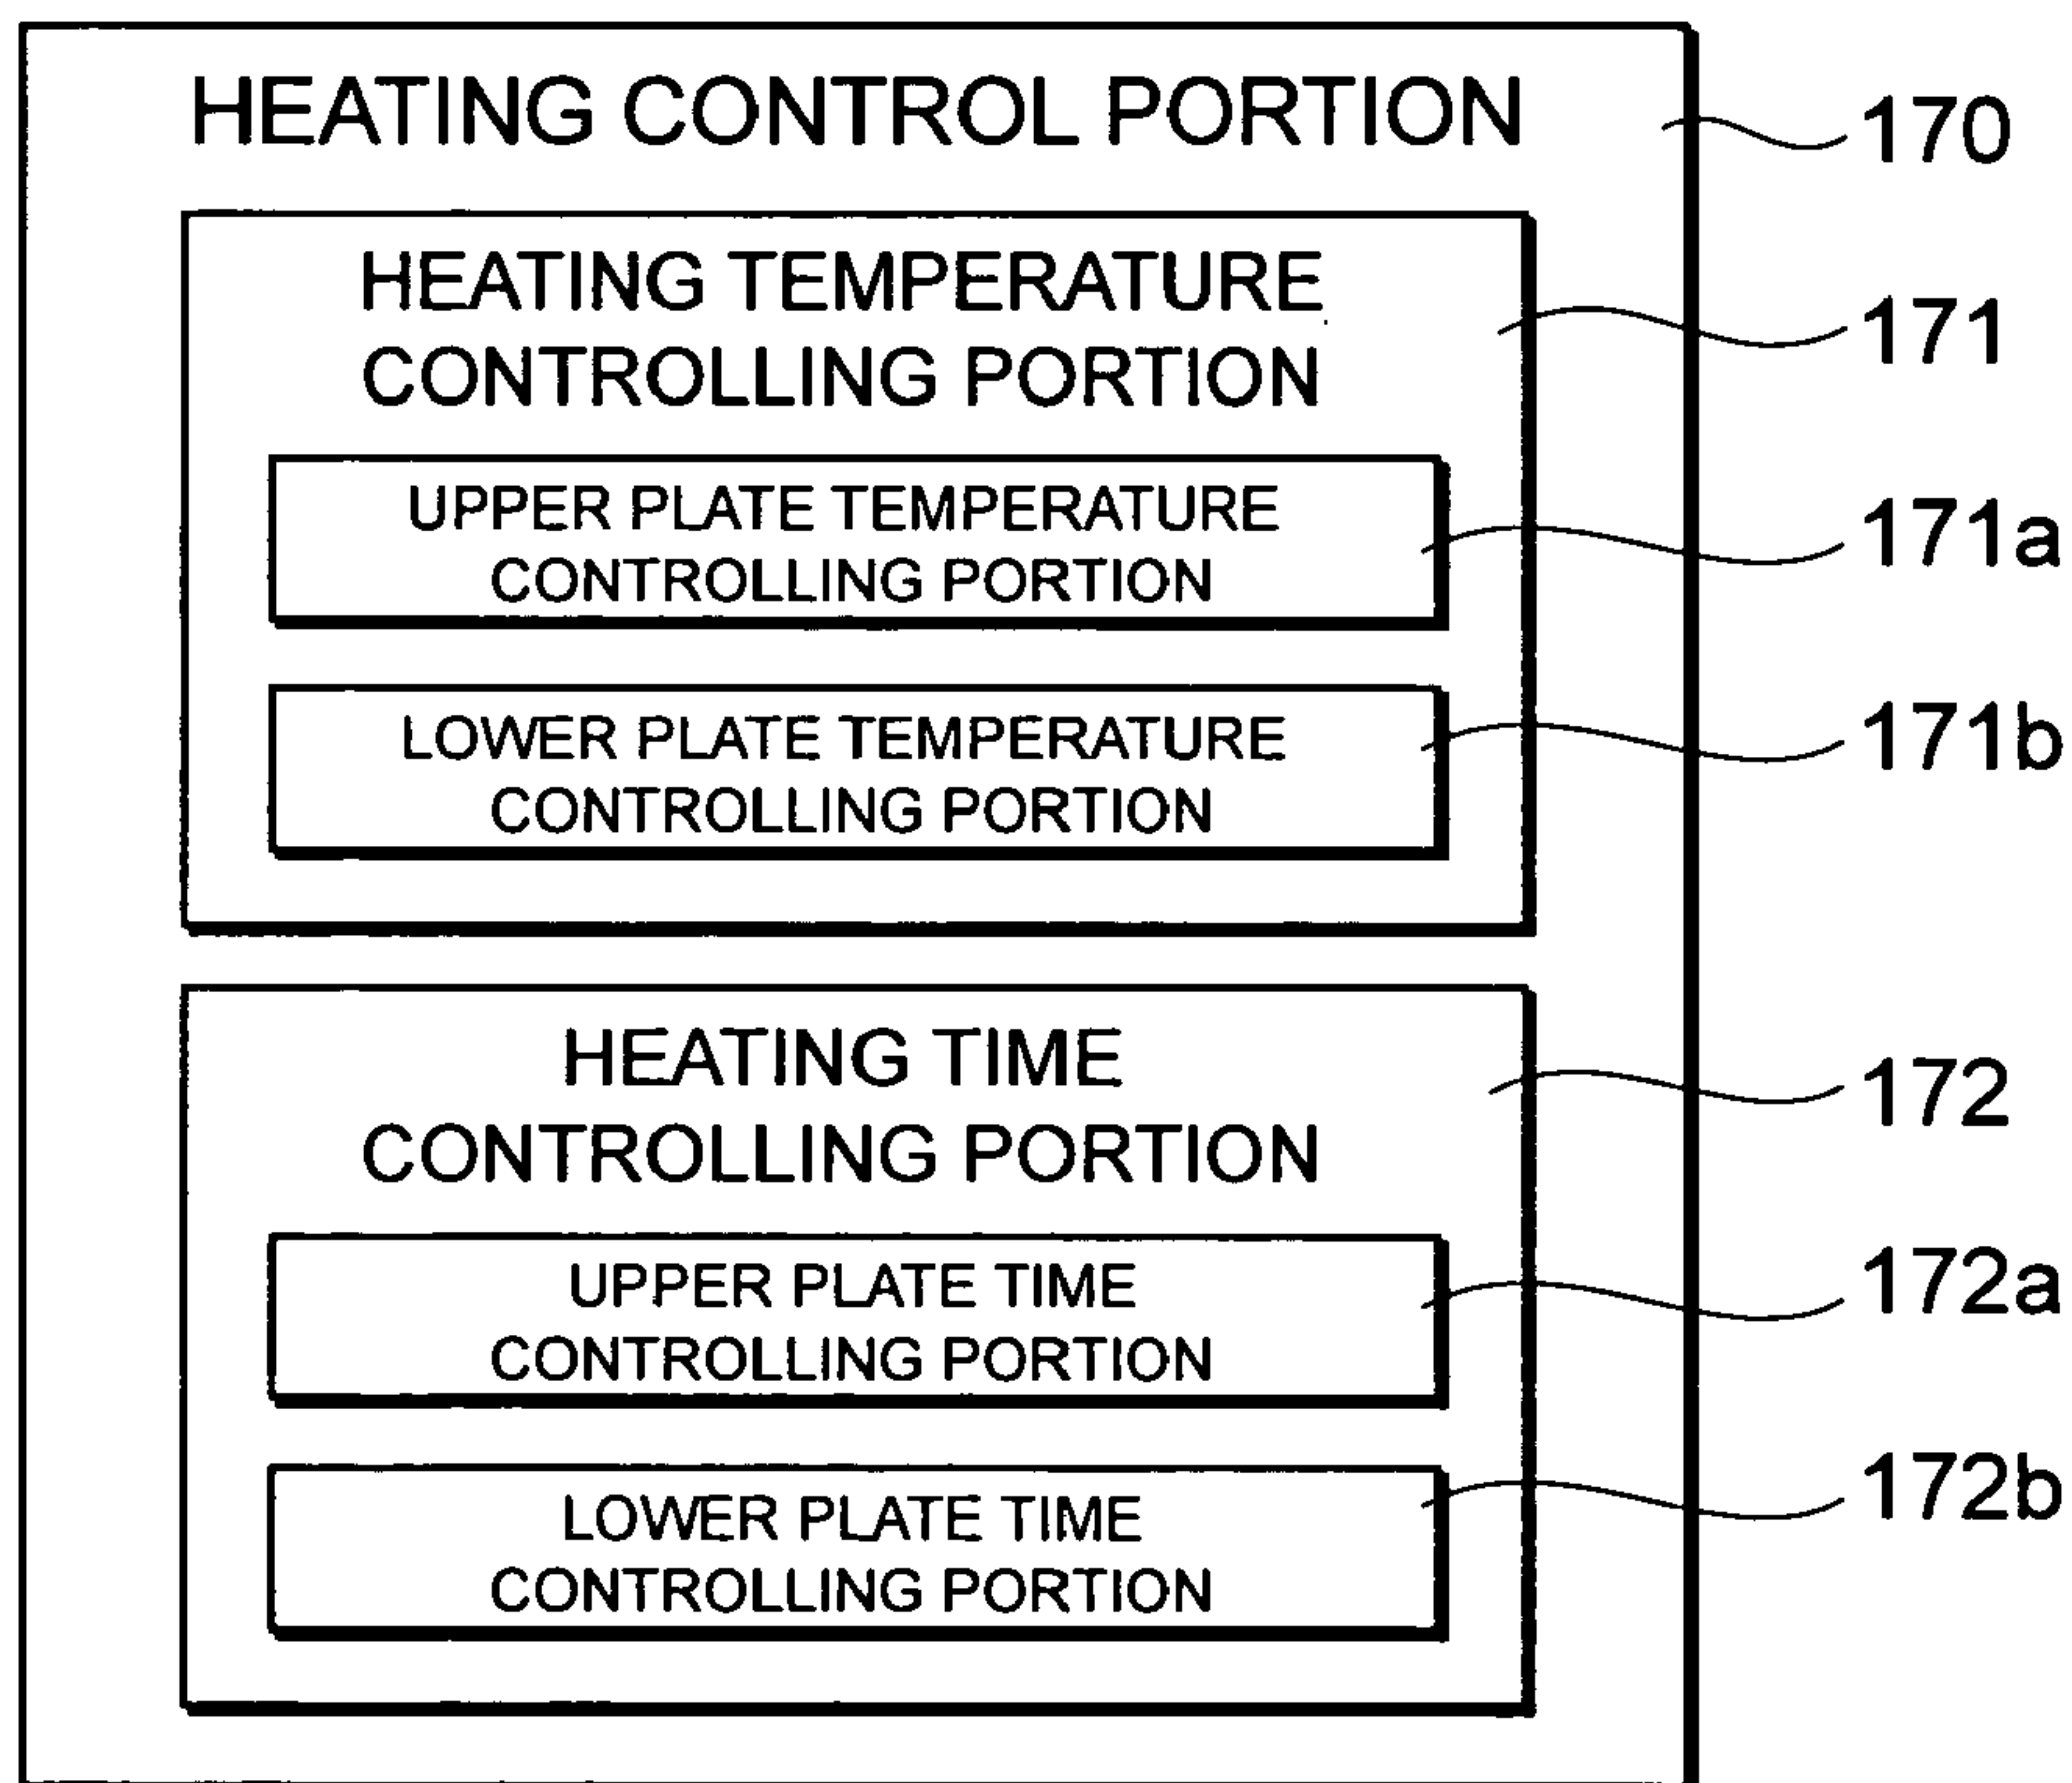 HEATING CONTROL PORTION
170
HEATING TEMPERATURE
CONTROLLING PORTION
171
UPPER PLATE TEMPERATURE
CONTROLLING PORTION
171a
LOWER PLATE TEMPERATURE
CONTROLLING PORTION
171b
HEATING TIME
CONTROLLING PORTION
172
UPPER PLATE TIME
CONTROLLING PORTION
172a
LOWER PLATE TIME
CONTROLLING PORTION
172b